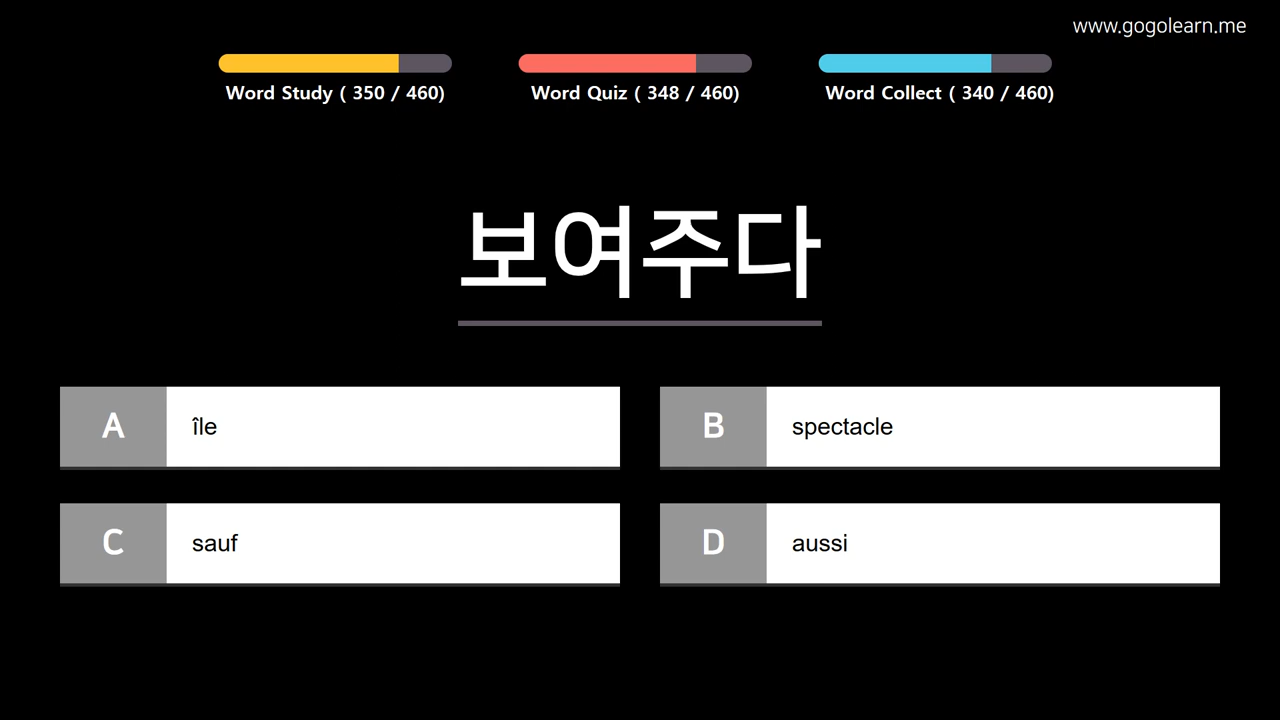 www.gogolearn.me
Word Study ( 350 / 460)
Word Quiz ( 348 / 460)
Word Collect ( 340 / 460)
보여주다
A île
B spectacle
C sauf
D aussi